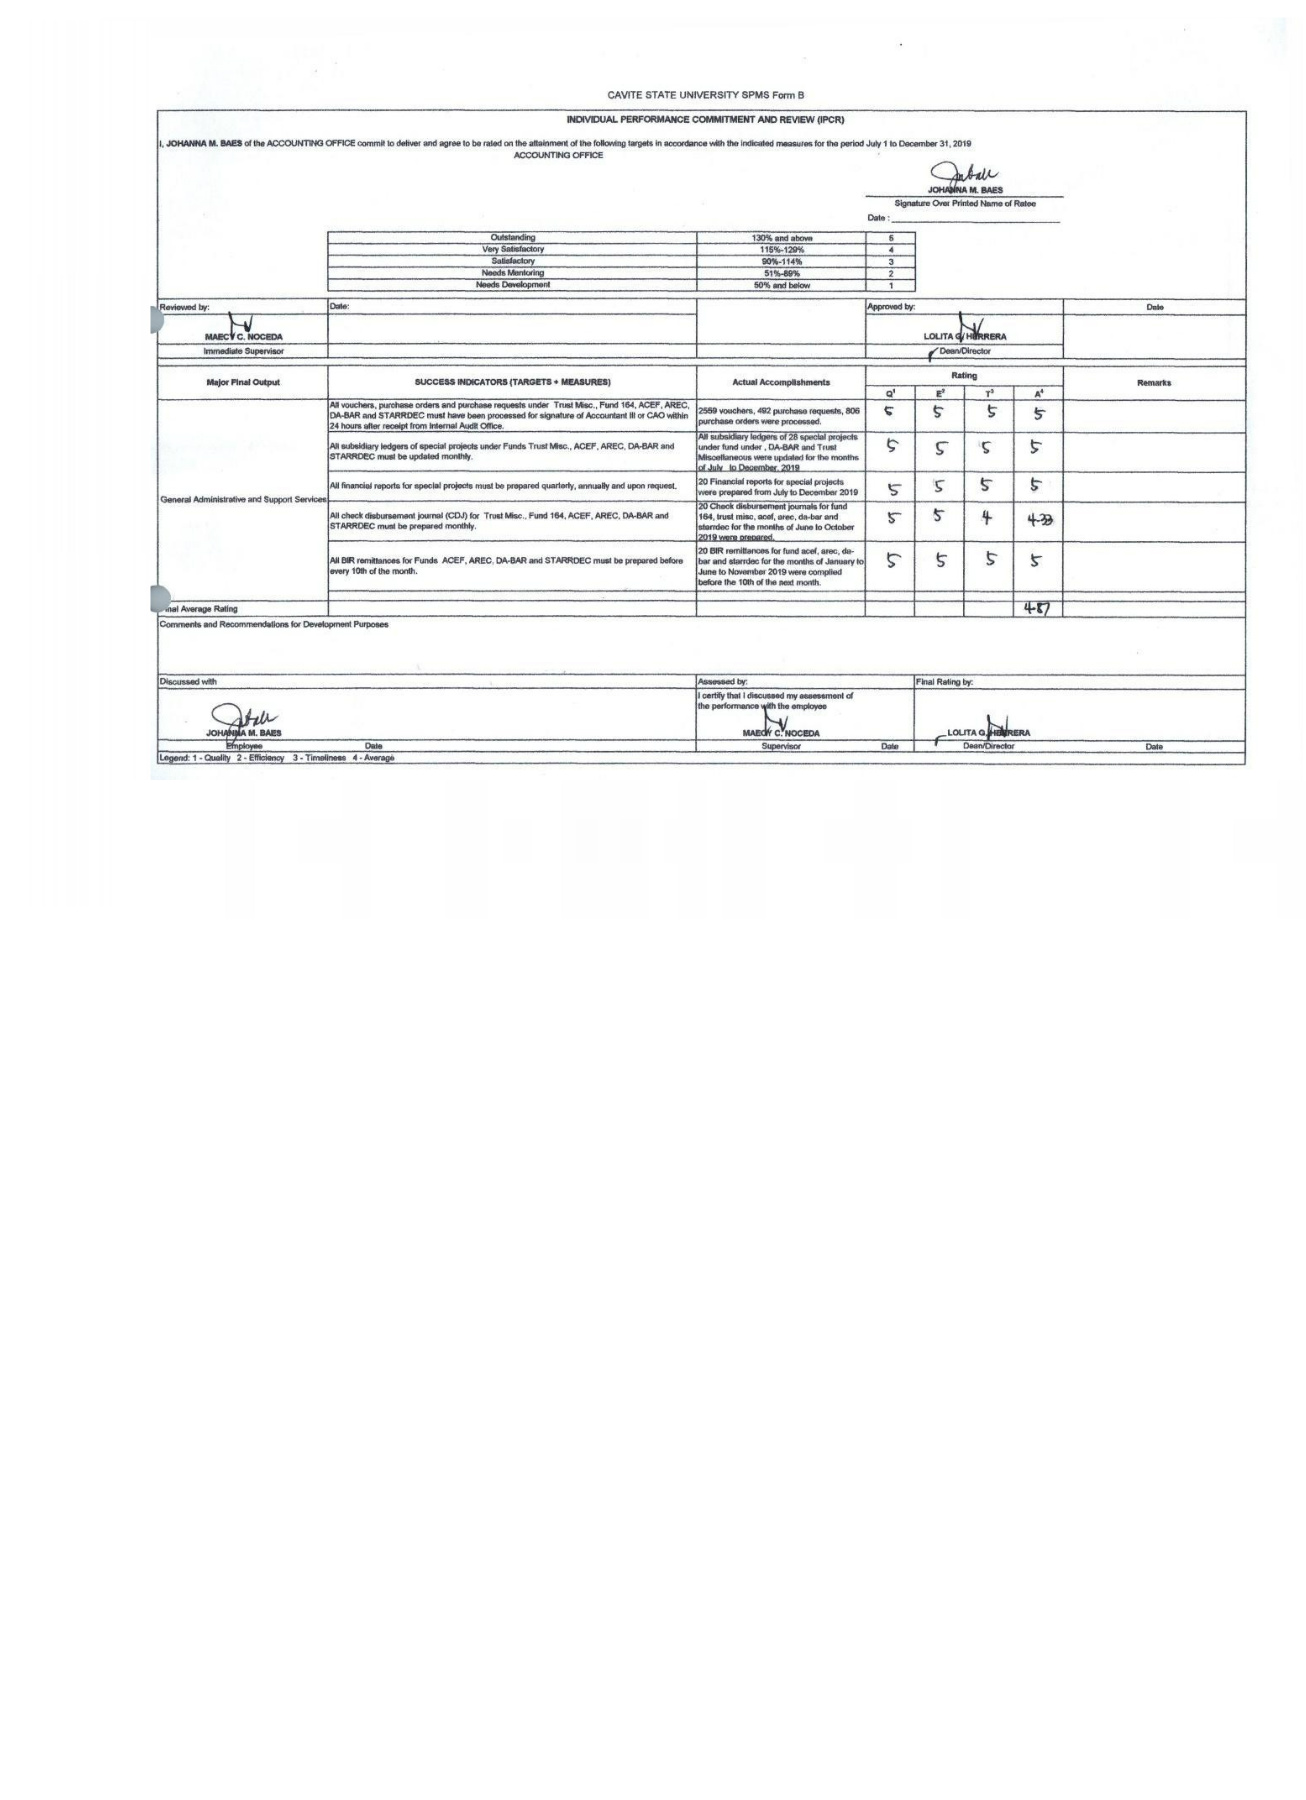 CAVITE STATE UNIVERSITY SPMS Form B
INDIVIDUAL PERFORMANCE COMMITMENT AND REVIEW (IPCR)
I, JOHANNA M. BAES of the ACCOUNTING OFFICE commit to deliver and agree to be rated on the attainment of the following targets in accordance with the indicated measures for the period July 1 to December 31, 2019
ACCOUNTING OFFICE
JOHANNA M. BAES
Signature Over Printed Name of Ratee
Date :
Outstanding 130% and above 5
Very Satisfactory 115%-129% 4
Satisfactory 90%-114% 3
Needs Mentoring 51%-89% 2
Needs Development 50% and below 1
Reviewed by: Date: Approved by: Date
MAECY C. NOCEDA LOLITA G. HERRERA
Immediate Supervisor Dean/Director
Major Final Output SUCCESS INDICATORS (TARGETS + MEASURES) Actual Accomplishments Rating Remarks
Q¹ E² T³ A⁴
General Administrative and Support Services
All vouchers, purchase orders and purchase requests under Trust Misc., Fund 164, ACEF, AREC,
DA-BAR and STARRDEC must have been processed for signature of Accountant III or CAO within
24 hours after receipt from Internal Audit Office.
2559 vouchers, 492 purchase requests, 806
purchase orders were processed.
5 5 5 5
All subsidiary ledgers of special projects under Funds Trust Misc., ACEF, AREC, DA-BAR and
STARRDEC must be updated monthly.
All subsidiary ledgers of 28 special projects
under fund under , DA-BAR and Trust
Miscellaneous were updated for the months
of July to December, 2019
5 5 5 5
All financial reports for special projects must be prepared quarterly, annually and upon request.
20 Financial reports for special projects
were prepared from July to December 2019
5 5 5 5
All check disbursement journal (CDJ) for Trust Misc., Fund 164, ACEF, AREC, DA-BAR and
STARRDEC must be prepared monthly.
20 Check disbursement journals for fund
164, trust misc, acef, arec, da-bar and
starrdec for the months of June to October
2019 were prepared.
5 5 4 4.33
All BIR remittances for Funds ACEF, AREC, DA-BAR and STARRDEC must be prepared before
every 10th of the month.
20 BIR remittances for fund acef, arec, da-
bar and starrdec for the months of January to
June to November 2019 were complied
before the 10th of the next month.
5 5 5 5
nal Average Rating 4.87
Comments and Recommendations for Development Purposes
Discussed with Assessed by: Final Rating by:
I certify that I discussed my assessment of
the performance with the employee
JOHANNA M. BAES MAECY C. NOCEDA LOLITA G. HERRERA
Employee Date Supervisor Date Dean/Director Date
Legend: 1 - Quality 2 - Efficiency 3 - Timeliness 4 - Average